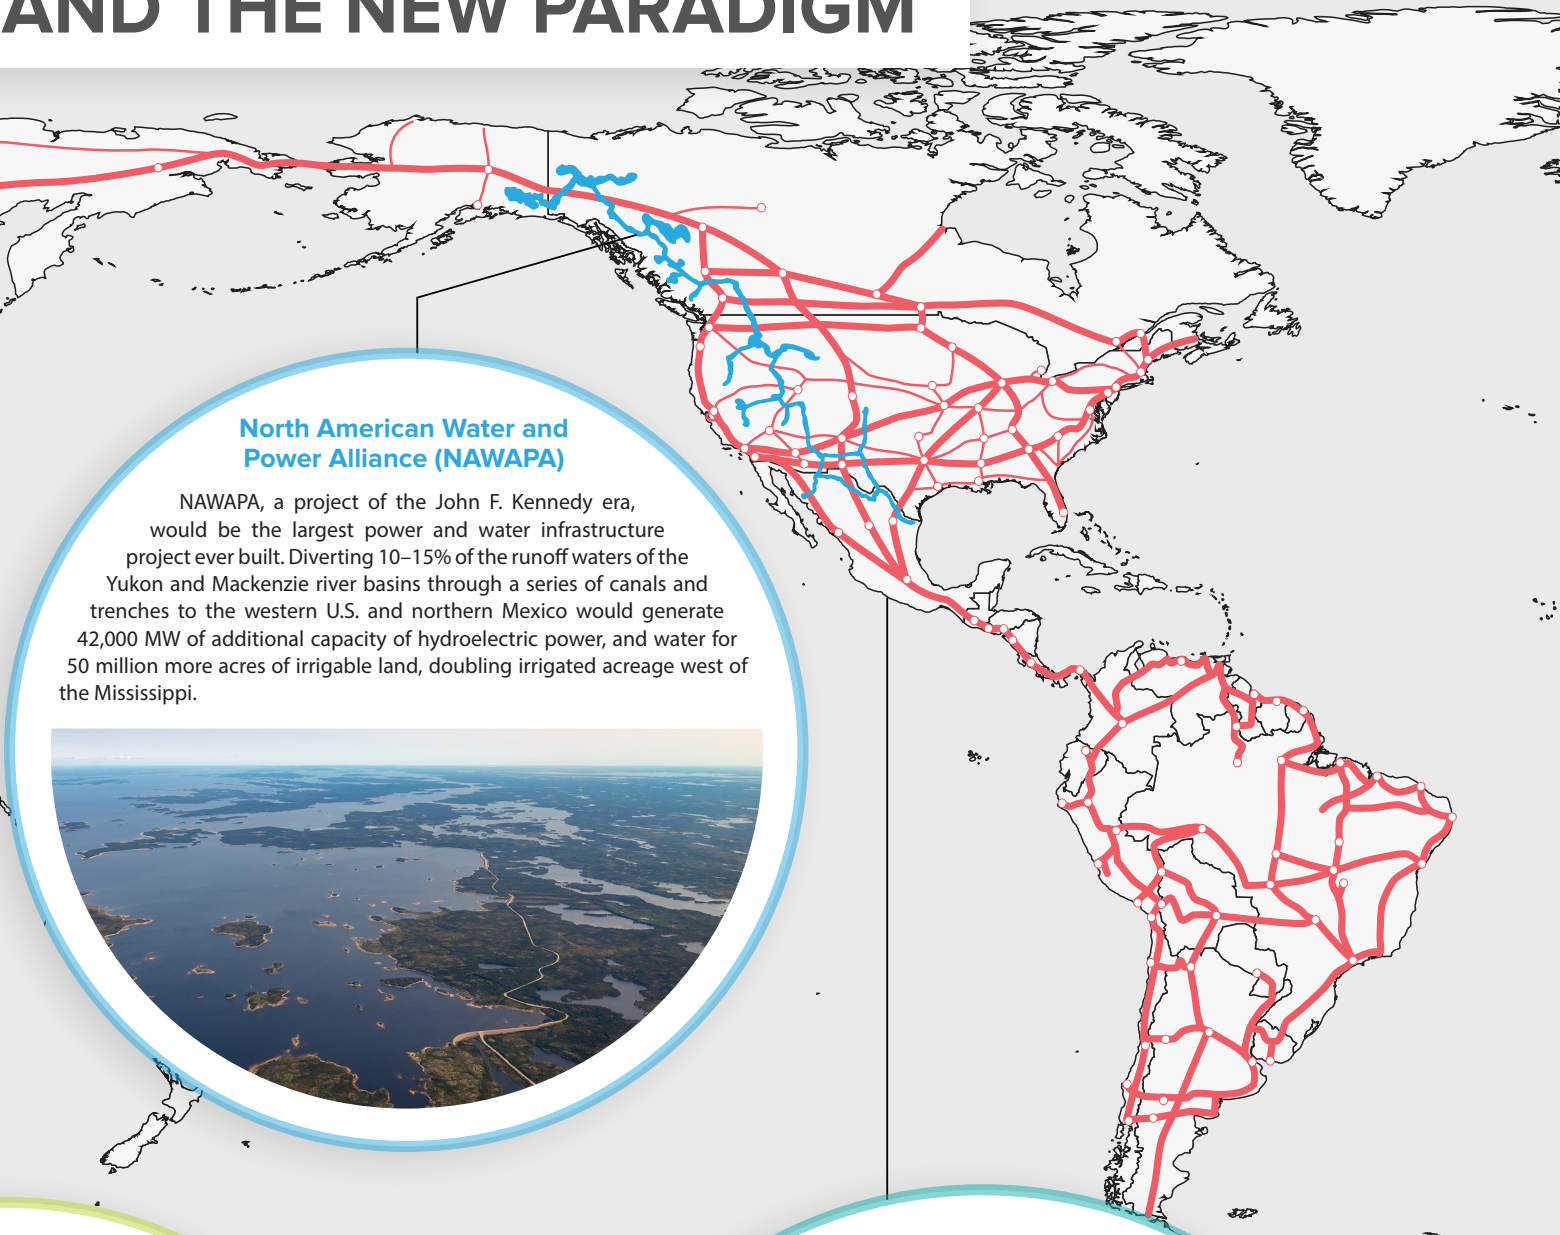 AND THE NEW PARADIGM
North American Water and
Power Alliance (NAWAPA)
NAWAPA, a project of the John F. Kennedy era,
would be the largest power and water infrastructure
project ever built. Diverting 10–15% of the runoff waters of the
Yukon and Mackenzie river basins through a series of canals and
trenches to the western U.S. and northern Mexico would generate
42,000 MW of additional capacity of hydroelectric power, and water for
50 million more acres of irrigable land, doubling irrigated acreage west of
the Mississippi.